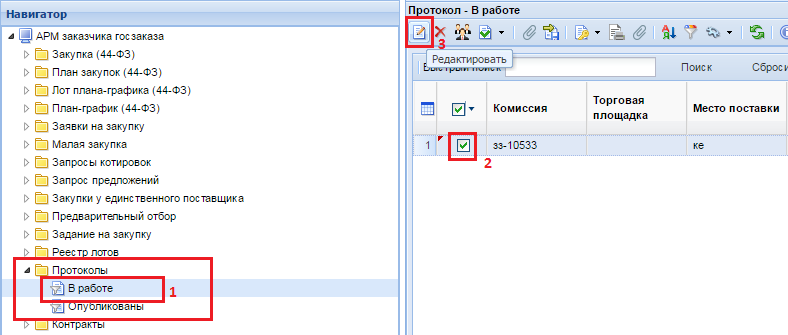 Навигатор
АРМ заказчика госзаказа
Закупка (44-ФЗ)
План закупок (44-ФЗ)
Лот плана-графика (44-ФЗ)
План-график (44-ФЗ)
Заявки на закупку
Малая закупка
Запросы котировок
Запрос предложений
Закупки у единственного поставщика
Предварительный отбор
Задание на закупку
Реестр лотов
Протоколы
В работе 1
Опубликованы
Контракты
Протокол - В работе
3
Редактировать
Быстрый поиск Поиск Сброси
Комиссия Торговая площадка Место поставки
1 зз-10533 ке
2